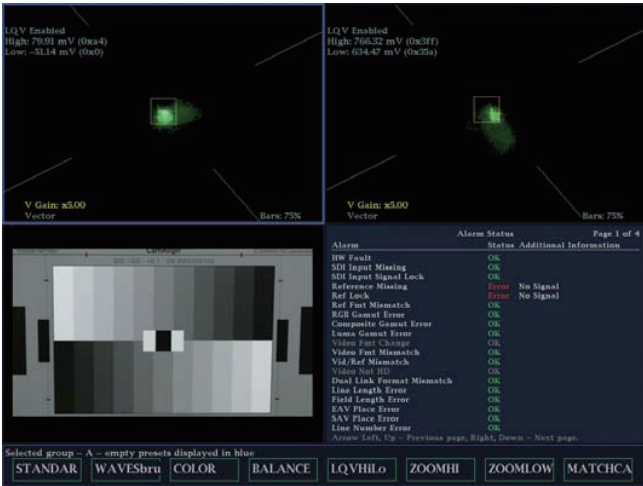 LQV Enabled
High: 79.91 mV (0xa4)
Low: -51.14 mV (0x0)
V Gain: x5.00
Vector
Bars: 75%
LQV Enabled
High: 766.32 mV (0x3ff)
Low: 634.47 mV (0x35a)
V Gain: x5.00
Vector
Bars: 75%
Alarm Status Page 1 of 4
Alarm Status Additional Information
HW Fault OK
SDI Input Missing OK
SDI Input Signal Lock OK
Reference Missing Error No Signal
Ref Lock Error No Signal
Ref Fmt Mismatch OK
RGB Gamut Error OK
Composite Gamut Error OK
Luma Gamut Error OK
Video Fmt Change OK
Video Fmt Mismatch OK
Vid/Ref Mismatch OK
Video Not HD OK
Dual Link Format Mismatch OK
Line Length Error OK
Field Length Error OK
EAV Place Error OK
SAV Place Error OK
Line Number Error OK
Arrow Left, Up - Previous page, Right, Down - Next page.
Selected group - A - empty presets displayed in blue
STANDAR WAVESbru COLOR BALANCE LQVHiLo ZOOMHI ZOOMLOW MATCHCA